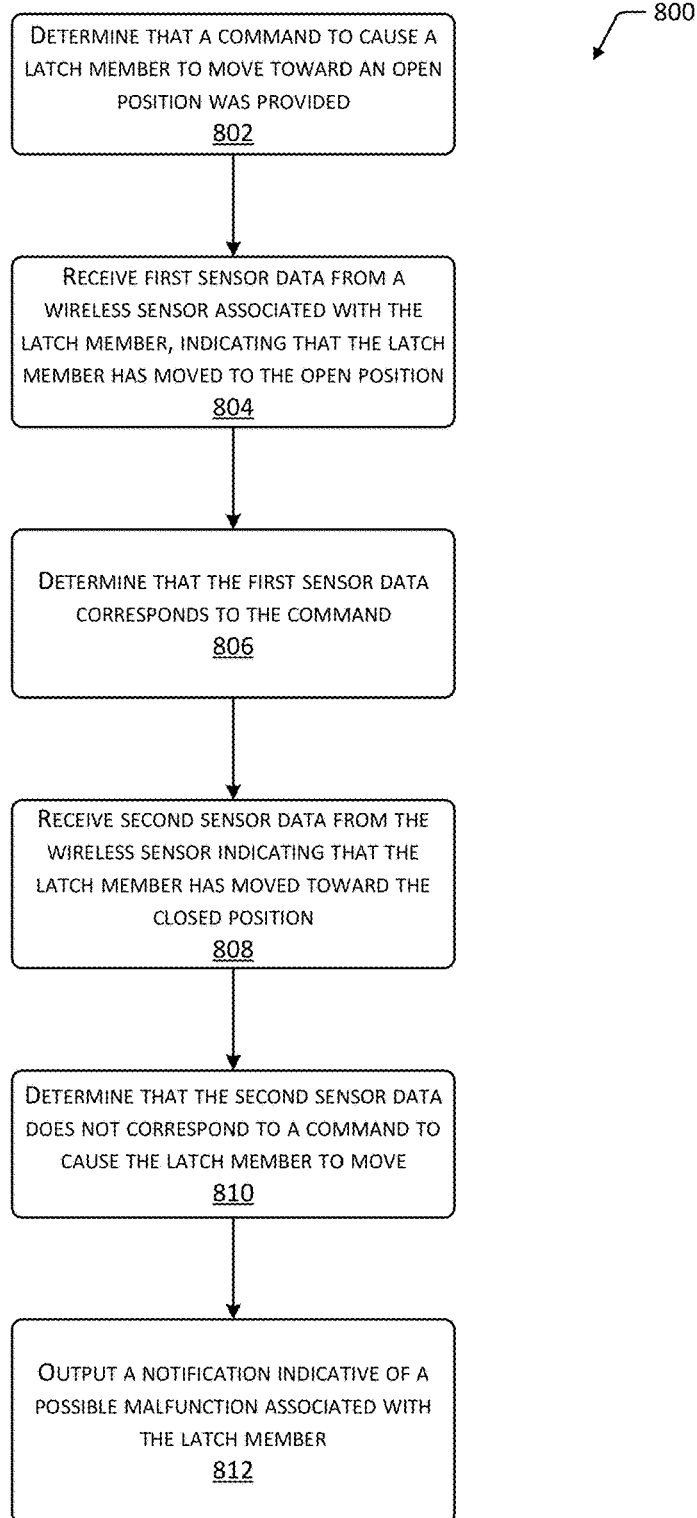 800
DETERMINE THAT A COMMAND TO CAUSE A
LATCH MEMBER TO MOVE TOWARD AN OPEN
POSITION WAS PROVIDED
802
RECEIVE FIRST SENSOR DATA FROM A
WIRELESS SENSOR ASSOCIATED WITH THE
LATCH MEMBER, INDICATING THAT THE LATCH
MEMBER HAS MOVED TO THE OPEN POSITION
804
DETERMINE THAT THE FIRST SENSOR DATA
CORRESPONDS TO THE COMMAND
806
RECEIVE SECOND SENSOR DATA FROM THE
WIRELESS SENSOR INDICATING THAT THE
LATCH MEMBER HAS MOVED TOWARD THE
CLOSED POSITION
808
DETERMINE THAT THE SECOND SENSOR DATA
DOES NOT CORRESPOND TO A COMMAND TO
CAUSE THE LATCH MEMBER TO MOVE
810
OUTPUT A NOTIFICATION INDICATIVE OF A
POSSIBLE MALFUNCTION ASSOCIATED WITH
THE LATCH MEMBER
812